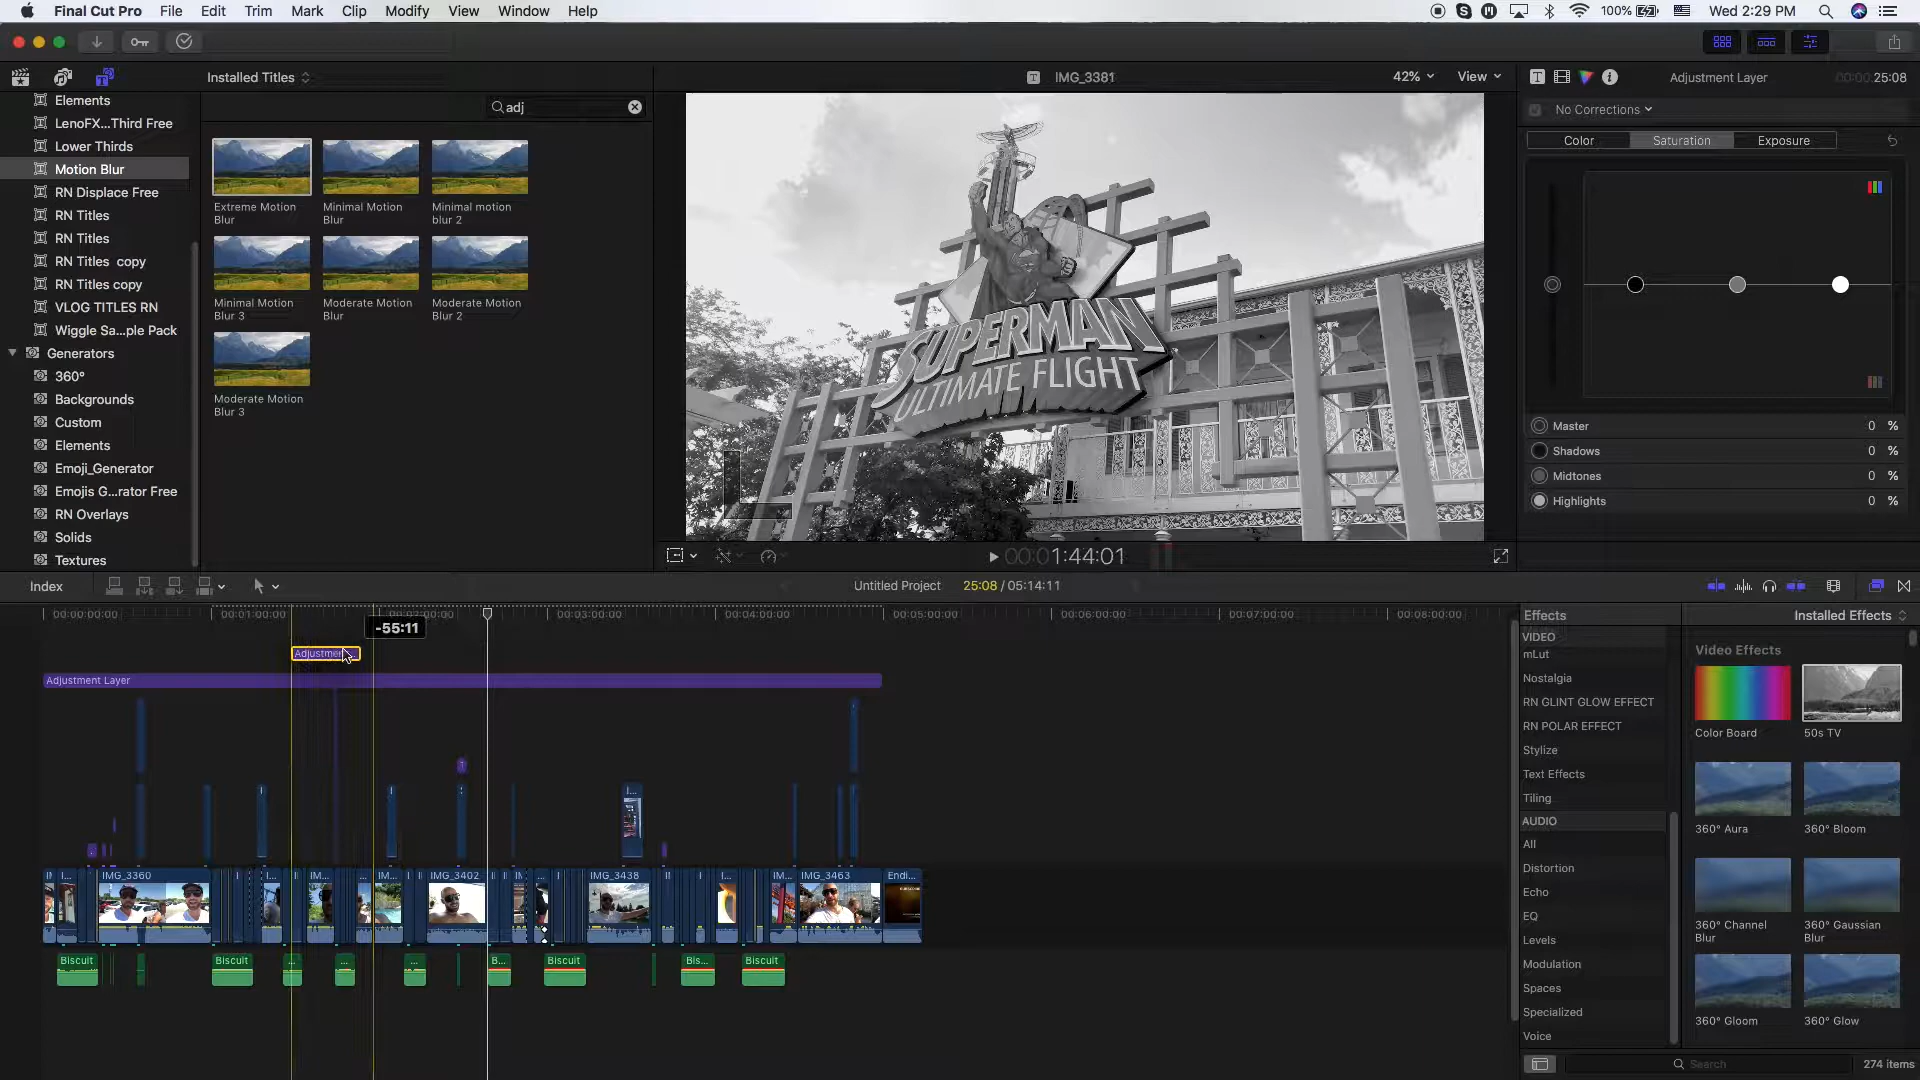 Final Cut Pro File Edit Trim Mark Clip Modify View Window Help 100% Wed 2:29 PM
Installed Titles
IMG_3381
42% View
Adjustment Layer
25:08
Elements
LenoFX...Third Free
Lower Thirds
Motion Blur
RN Displace Free
RN Titles
RN Titles
RN Titles copy
RN Titles copy
VLOG TITLES RN
Wiggle Sa...ple Pack
Generators
360°
Backgrounds
Custom
Elements
Emoji_Generator
Emojis G...rator Free
RN Overlays
Solids
Textures
adj
Extreme Motion Blur
Minimal Motion Blur
Minimal motion blur 2
Minimal Motion Blur 3
Moderate Motion Blur
Moderate Motion Blur 2
Moderate Motion Blur 3
SUPERMAN
ULTIMATE FLIGHT
00:01:44:01
No Corrections
Color Saturation Exposure
Master 0 %
Shadows 0 %
Midtones 0 %
Highlights 0 %
Index
Untitled Project
25:08 / 05:14:11
00:00:00:00 00:01:00:00 00:02:00:00 00:03:00:00 00:04:00:00 00:05:00:00 00:06:00:00 00:07:00:00 00:08:00:00
-55:11
Adjustmen
Adjustment Layer
IMG_3360 IM... IM... IMG_3402 IMG_3438 IM... IMG_3463 Endi...
Biscuit Biscuit ... ... ... B... Biscuit Bis... Biscuit
Effects
Installed Effects
VIDEO
mLut
Nostalgia
RN GLINT GLOW EFFECT
RN POLAR EFFECT
Stylize
Text Effects
Tiling
AUDIO
All
Distortion
Echo
EQ
Levels
Modulation
Spaces
Specialized
Voice
Video Effects
Color Board
50s TV
360° Aura
360° Bloom
360° Channel Blur
360° Gaussian Blur
360° Gloom
360° Glow
Search
274 items